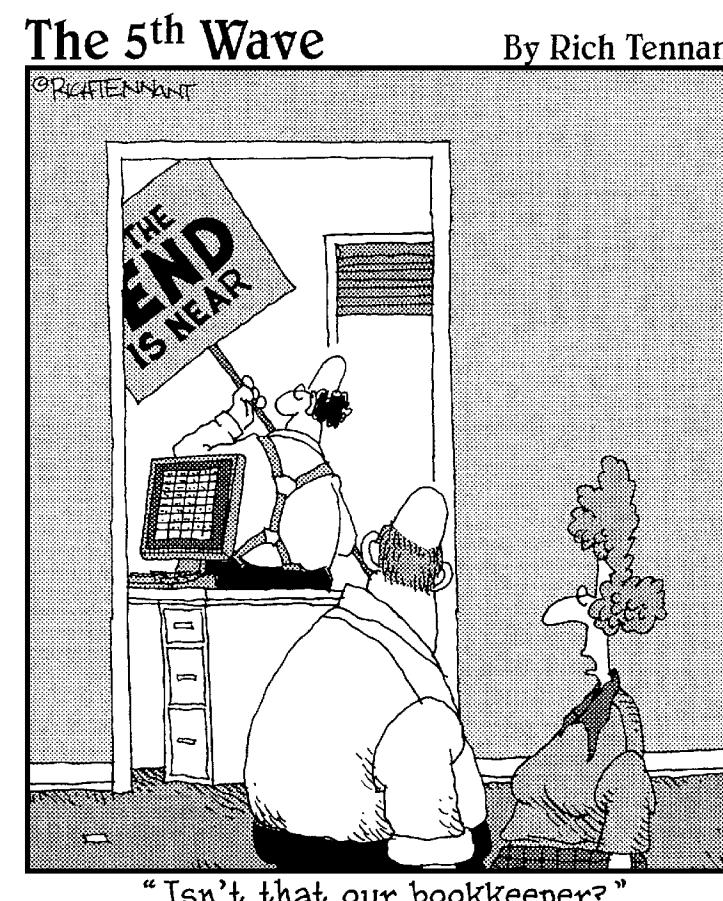 The 5th Wave
By Rich Tennan
©RICHTENNANT
THE
END
IS NEAR
"Isn't that our bookkeeper?"